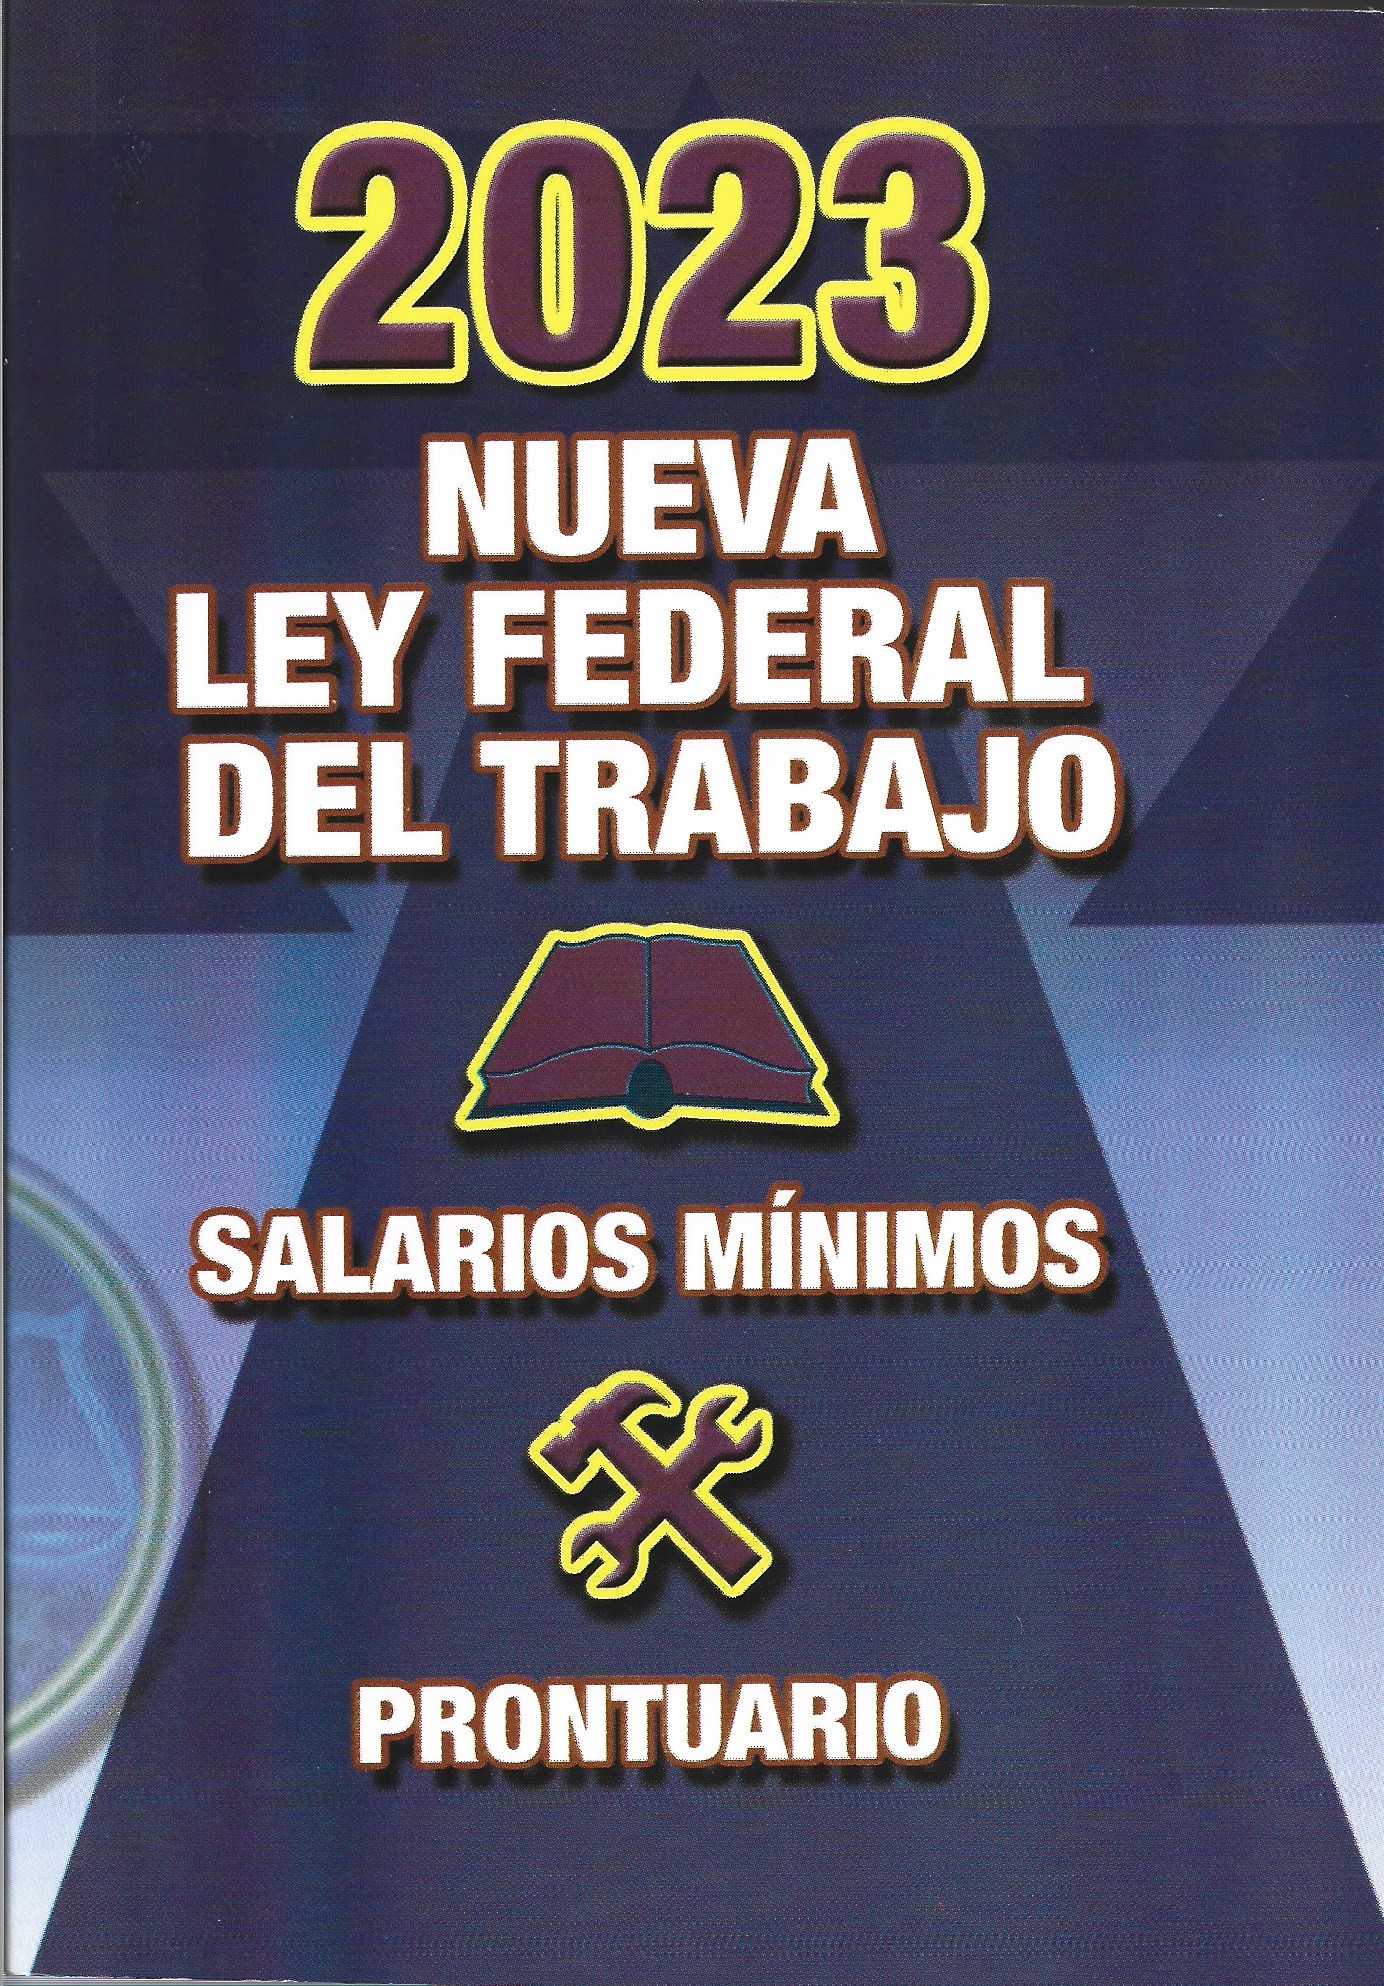 2023
NUEVA
LEY FEDERAL
DEL TRABAJO
SALARIOS MÍNIMOS
PRONTUARIO